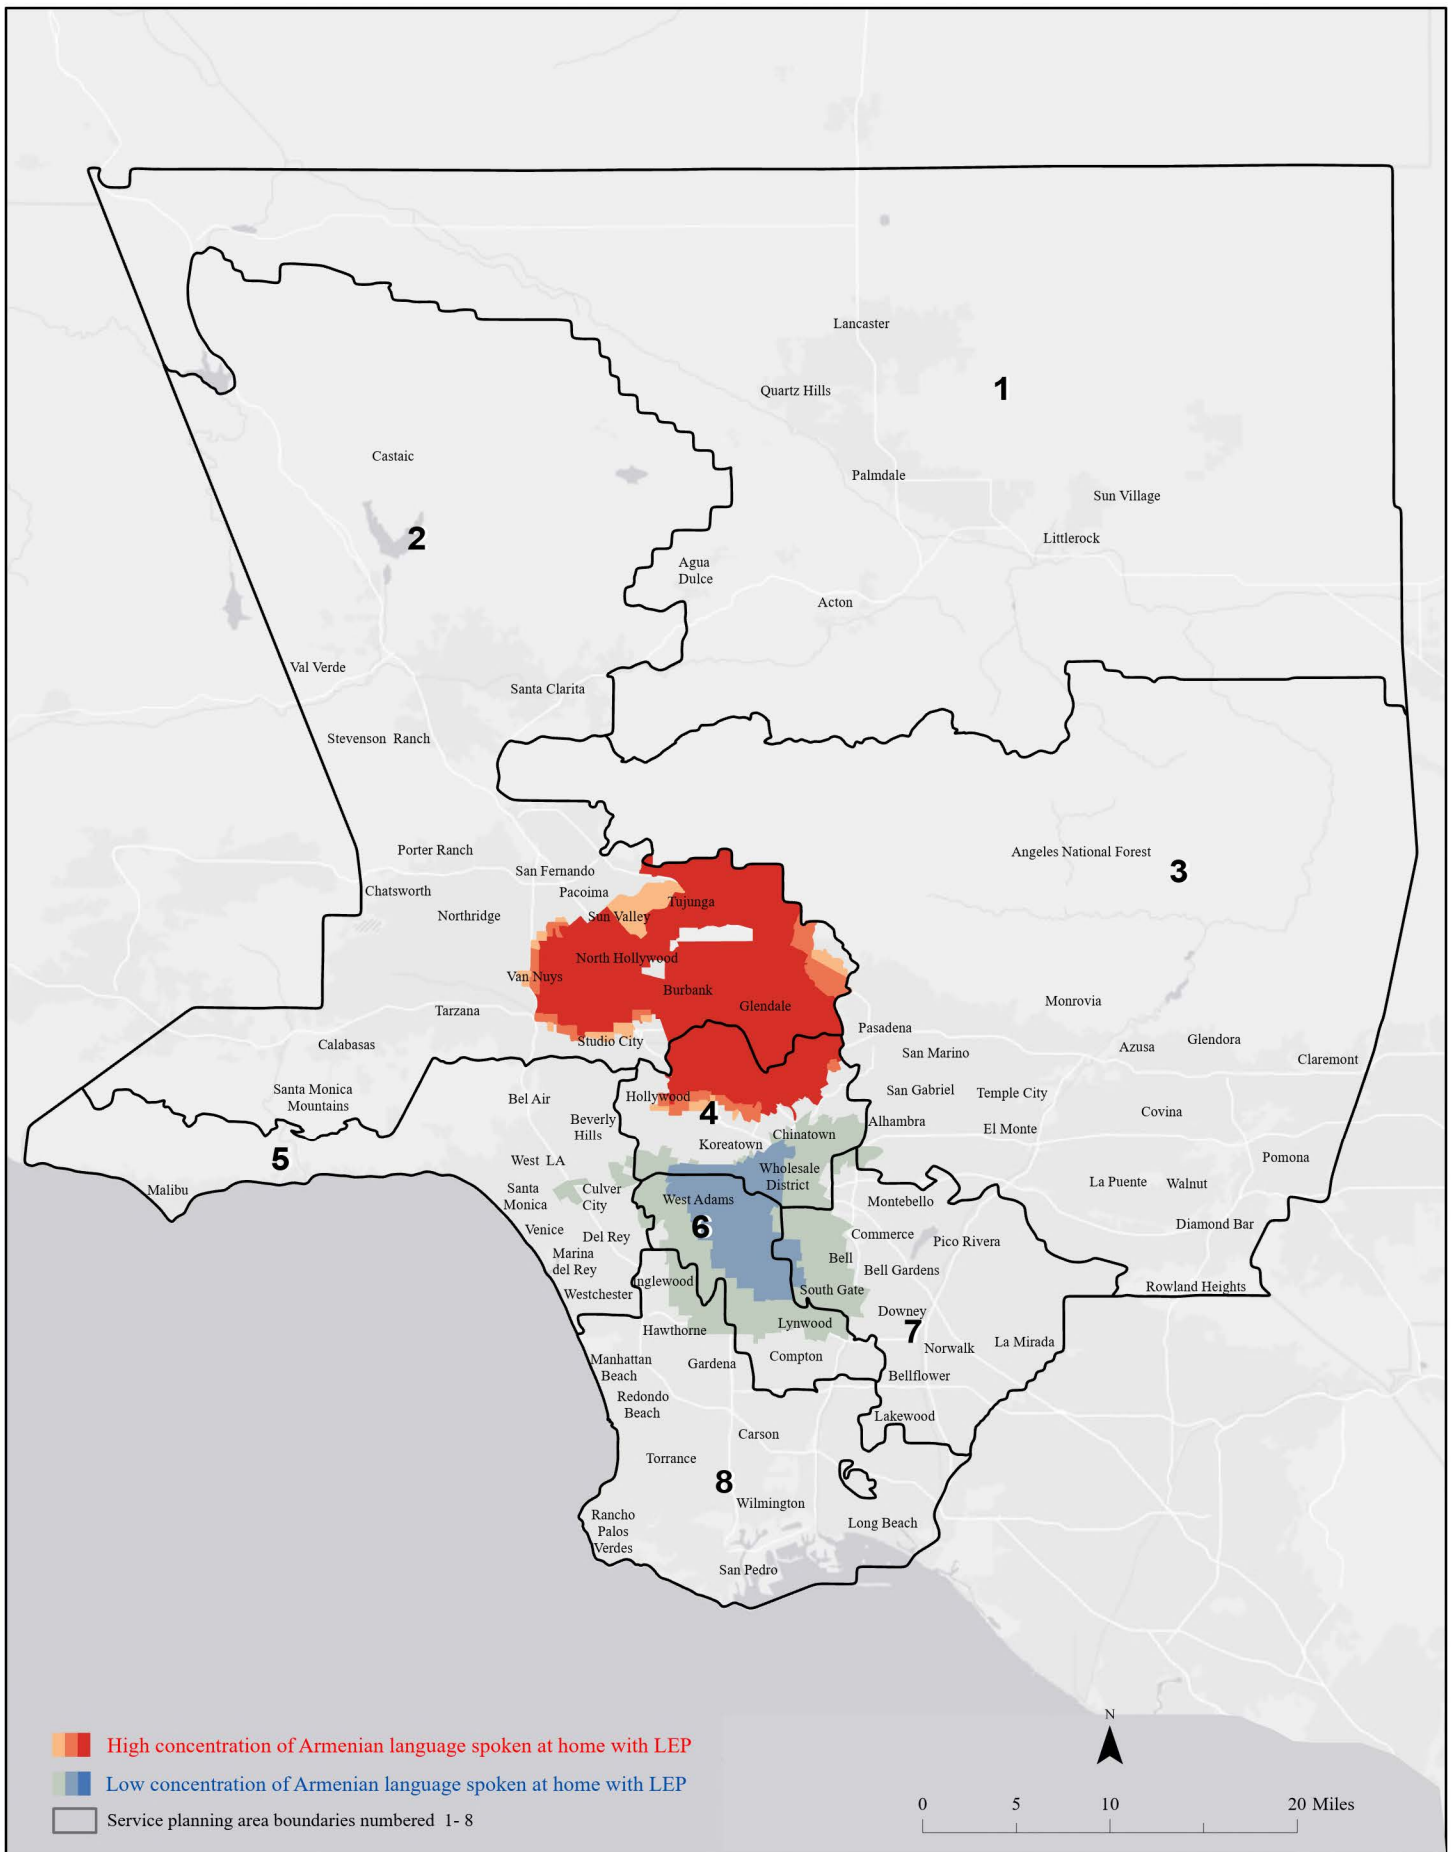 Lancaster
1
Quartz Hills
Castaic
Palmdale
Sun Village
2
Littlerock
Agua
Dulce
Acton
Val Verde
Santa Clarita
Stevenson Ranch
Porter Ranch
Angeles National Forest
3
San Fernando
Chatsworth
Pacoima
Tujunga
Northridge
Sun Valley
North Hollywood
Van Nuys
Burbank
Glendale
Monrovia
Tarzana
Pasadena
Studio City
Glendora
Calabasas
Azusa
San Marino
Claremont
Santa Monica
Mountains
Bel Air
Hollywood
San Gabriel
Temple City
4
Covina
Beverly
Hills
Alhambra
El Monte
Chinatown
Koreatown
5
West LA
Pomona
Wholesale
District
Malibu
Santa
Monica
Culver
City
La Puente
Walnut
West Adams
Montebello
6
Diamond Bar
Venice
Del Rey
Commerce
Pico Rivera
Marina
del Rey
Bell
Bell Gardens
Inglewood
Rowland Heights
Westchester
South Gate
Downey
Hawthorne
Lynwood
7
La Mirada
Norwalk
Manhattan
Beach
Gardena
Compton
Bellflower
Redondo
Beach
Lakewood
Carson
Torrance
8
Wilmington
Rancho
Palos
Verdes
Long Beach
San Pedro
N
High concentration of Armenian language spoken at home with LEP
Low concentration of Armenian language spoken at home with LEP
Service planning area boundaries numbered 1- 8
0 5 10 20 Miles